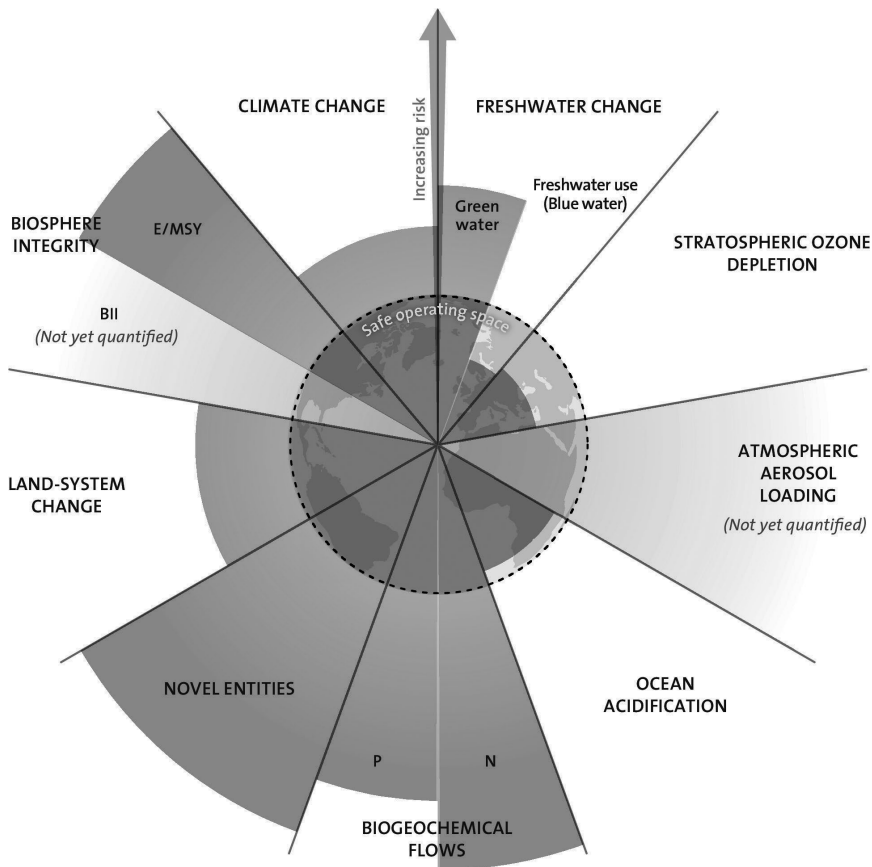 CLIMATE CHANGE
Increasing risk
FRESHWATER CHANGE
Freshwater use
(Blue water)
Green
water
BIOSPHERE
INTEGRITY
E/MSY
STRATOSPHERIC OZONE
DEPLETION
BII
(Not yet quantified)
Safe operating space
ATMOSPHERIC
AEROSOL
LOADING
(Not yet quantified)
LAND-SYSTEM
CHANGE
NOVEL ENTITIES
OCEAN
ACIDIFICATION
P
N
BIOGEOCHEMICAL
FLOWS